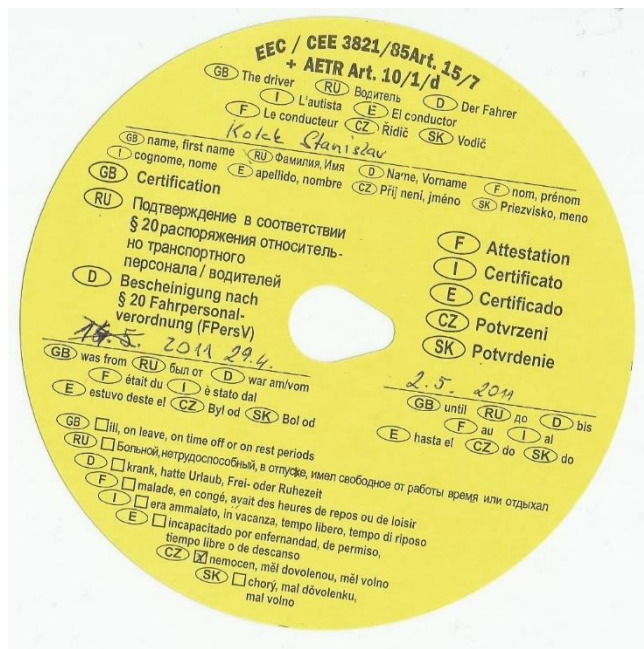 EEC / CEE 3821/85Art. 15/7
+ AETR Art. 10/1/d
GB The driver RU Водитель D Der Fahrer
I L'autista E El conductor
F Le conducteur CZ Řidič SK Vodič
Kolek Stanislav
GB name, first name RU Фамилия, Имя D Name, Vorname F nom, prénom
I cognome, nome E apellido, nombre CZ Přij neni, jméno SK Priezvisko, meno
GB Certification
RU Подтверждение в соответствии
§ 20 распоряжения относитель-
но транспортного
персонала / водителей
D Bescheinigung nach
§ 20 Fahrpersonal-
verordnung (FPersV)
F Attestation
I Certificato
E Certificado
CZ Potvrzeni
SK Potvrdenie
2011 29.4.
GB was from RU был от D war am/vom
F était du I è stato dal
E estuvo deste el CZ Byl od SK Bol od
2.5. 2011
GB until RU до D bis
F au I al
E hasta el CZ do SK do
GB ill, on leave, on time off or on rest periods
RU Больной, нетрудоспособный, в отпуске, имел свободное от работы время или отдыхал
D krank, hatte Urlaub, Frei- oder Ruhezeit
F malade, en congé, avait des heures de repos ou de loisir
I era ammalato, in vacanza, tempo libero, tempo di riposo
E incapacitado por enfernandad, de permiso,
tiempo libre o de descanso
CZ x nemocen, měl dovolenou, měl volno
SK chorý, mal dôvolenku,
mal volno